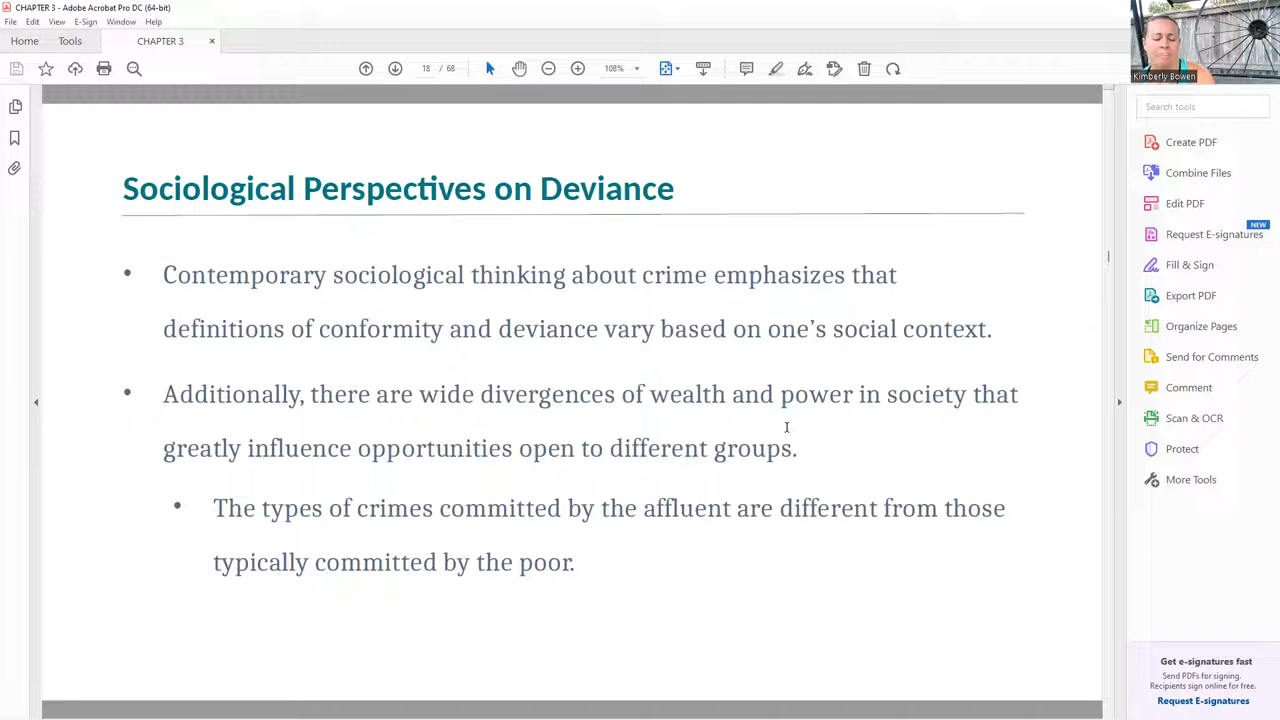 CHAPTER 3 - Adobe Acrobat Pro DC (64-bit)
File Edit View E-Sign Window Help
Home Tools CHAPTER 3 ×
18 / 68 108%
Kimberly Bowen
Search tools
Create PDF
Combine Files
Edit PDF
NEW
Request E-signatures
Fill & Sign
Export PDF
Organize Pages
Send for Comments
Comment
Scan & OCR
Protect
More Tools
Sociological Perspectives on Deviance
• Contemporary sociological thinking about crime emphasizes that
definitions of conformity and deviance vary based on one’s social context.
• Additionally, there are wide divergences of wealth and power in society that
greatly influence opportunities open to different groups.
• The types of crimes committed by the affluent are different from those
typically committed by the poor.
Get e-signatures fast
Send PDFs for signing.
Recipients sign online for free.
Request E-signatures